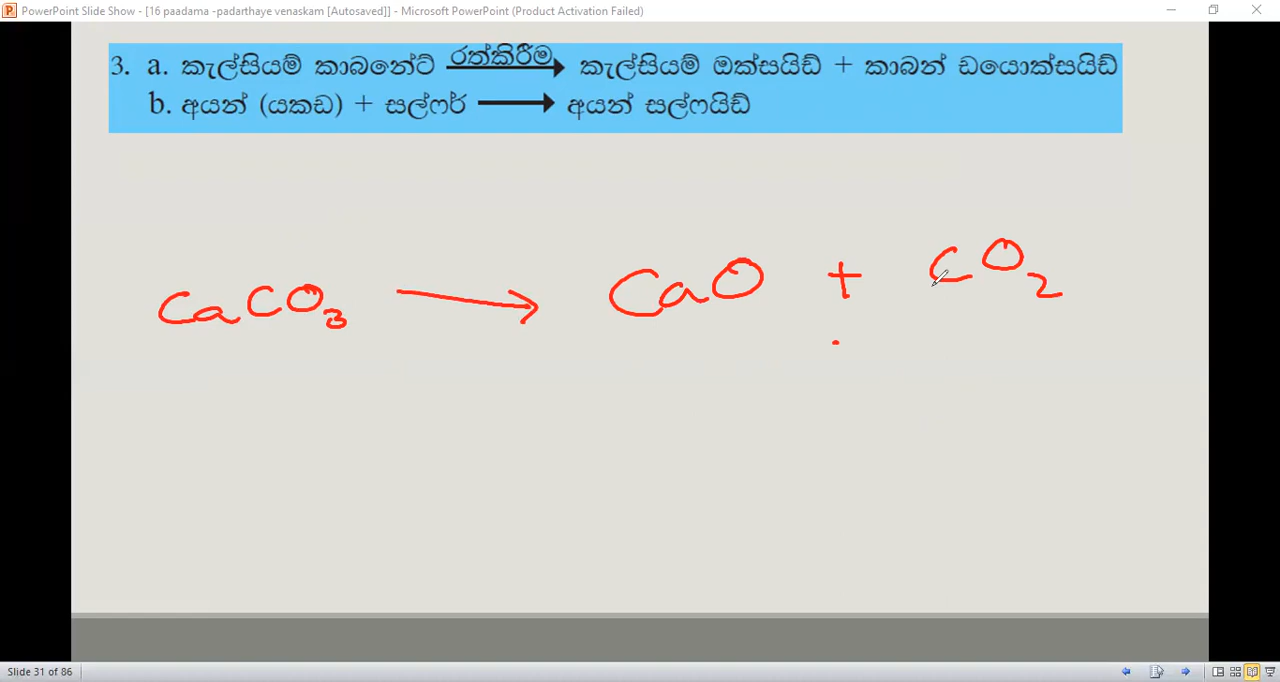 PowerPoint Slide Show - [16 paadama -padarthaye venaskam [Autosaved]] - Microsoft PowerPoint (Product Activation Failed)
3. a. කැල්සියම් කාබනේට් රත්කිරීම → කැල්සියම් ඔක්සයිඩ් + කාබන් ඩයොක්සයිඩ්
b. අයන් (යකඩ) + සල්ෆර් → අයන් සල්ෆයිඩ්
CaCO₃ → CaO + CO₂
Slide 31 of 86